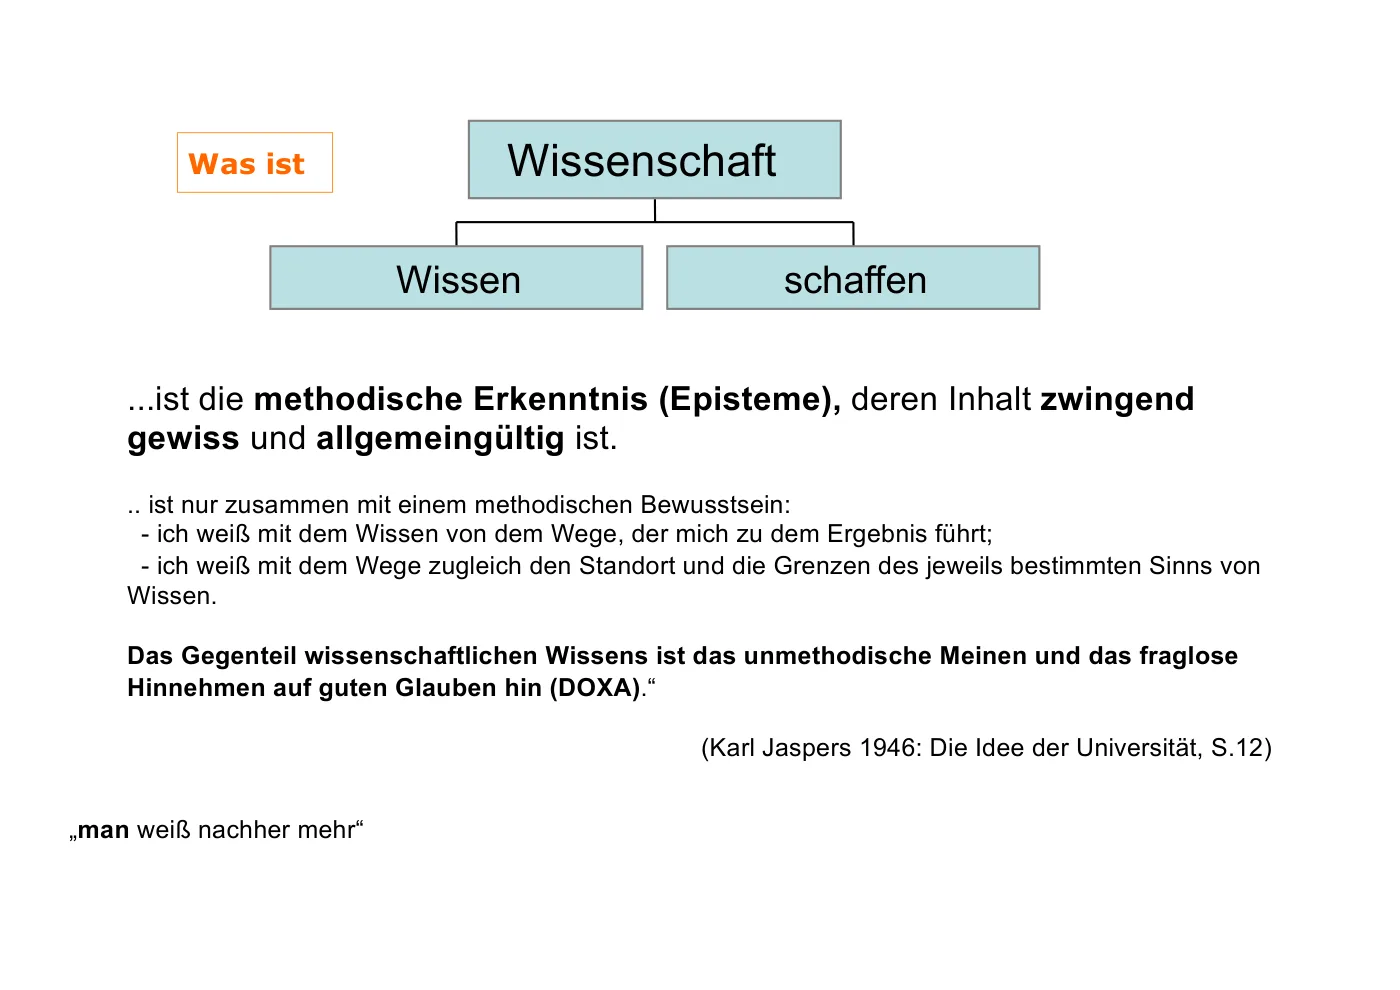 Was ist
Wissenschaft
Wissen
schaffen
...ist die methodische Erkenntnis (Episteme), deren Inhalt zwingend
gewiss und allgemeingültig ist.
.. ist nur zusammen mit einem methodischen Bewusstsein:
- ich weiß mit dem Wissen von dem Wege, der mich zu dem Ergebnis führt;
- ich weiß mit dem Wege zugleich den Standort und die Grenzen des jeweils bestimmten Sinns von
Wissen.
Das Gegenteil wissenschaftlichen Wissens ist das unmethodische Meinen und das fraglose
Hinnehmen auf guten Glauben hin (DOXA).“
(Karl Jaspers 1946: Die Idee der Universität, S.12)
„man weiß nachher mehr“